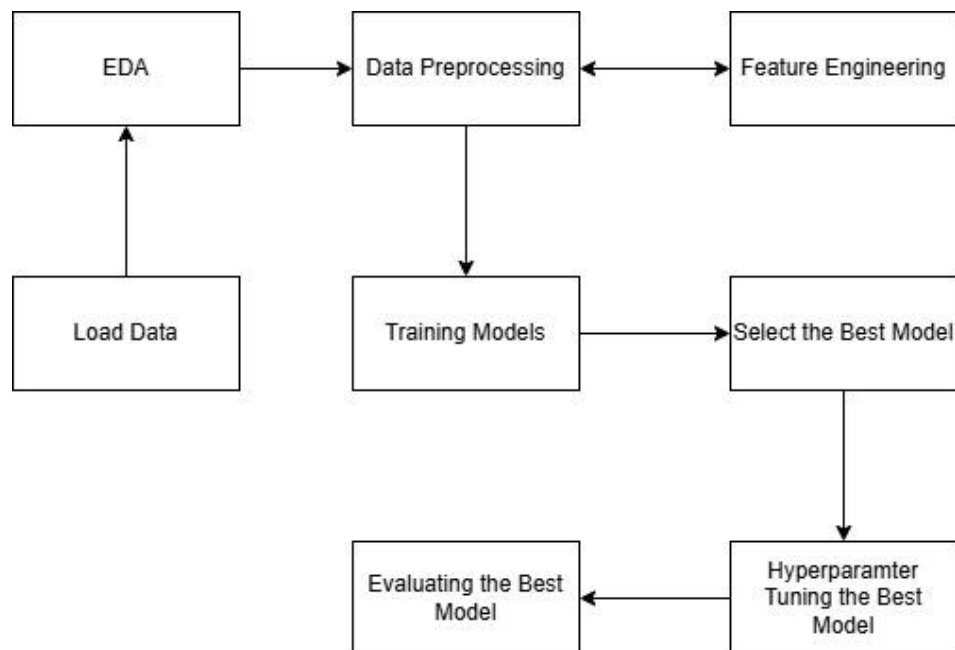 EDA
Data Preprocessing
Feature Engineering
Load Data
Training Models
Select the Best Model
Evaluating the Best
Model
Hyperparamter
Tuning the Best
Model